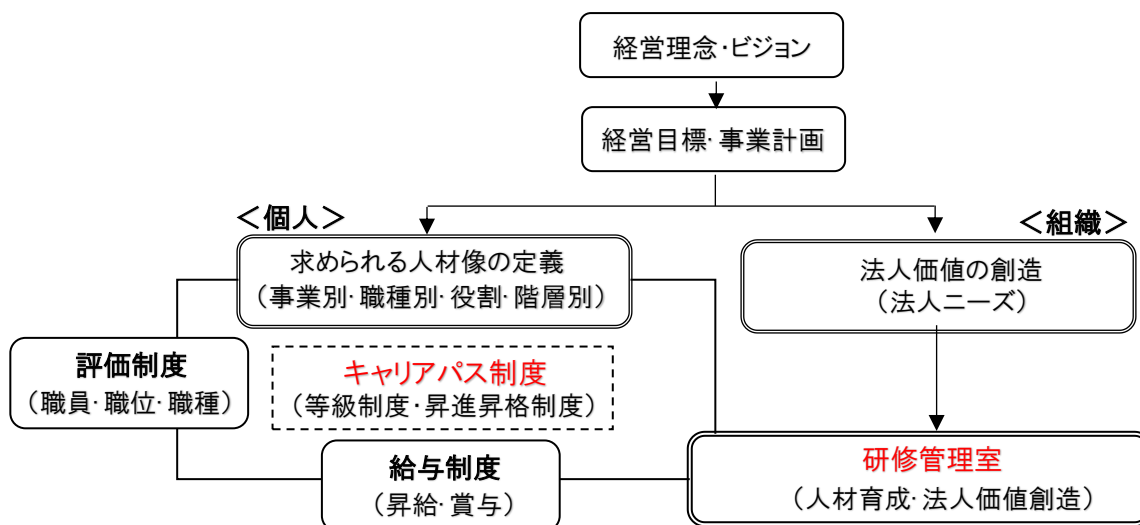 経営理念・ビジョン
経営目標・事業計画
＜個人＞
＜組織＞
求められる人材像の定義
（事業別・職種別・役割・階層別）
法人価値の創造
（法人ニーズ）
評価制度
（職員・職位・職種）
キャリアパス制度
（等級制度・昇進昇格制度）
給与制度
（昇給・賞与）
研修管理室
（人材育成・法人価値創造）